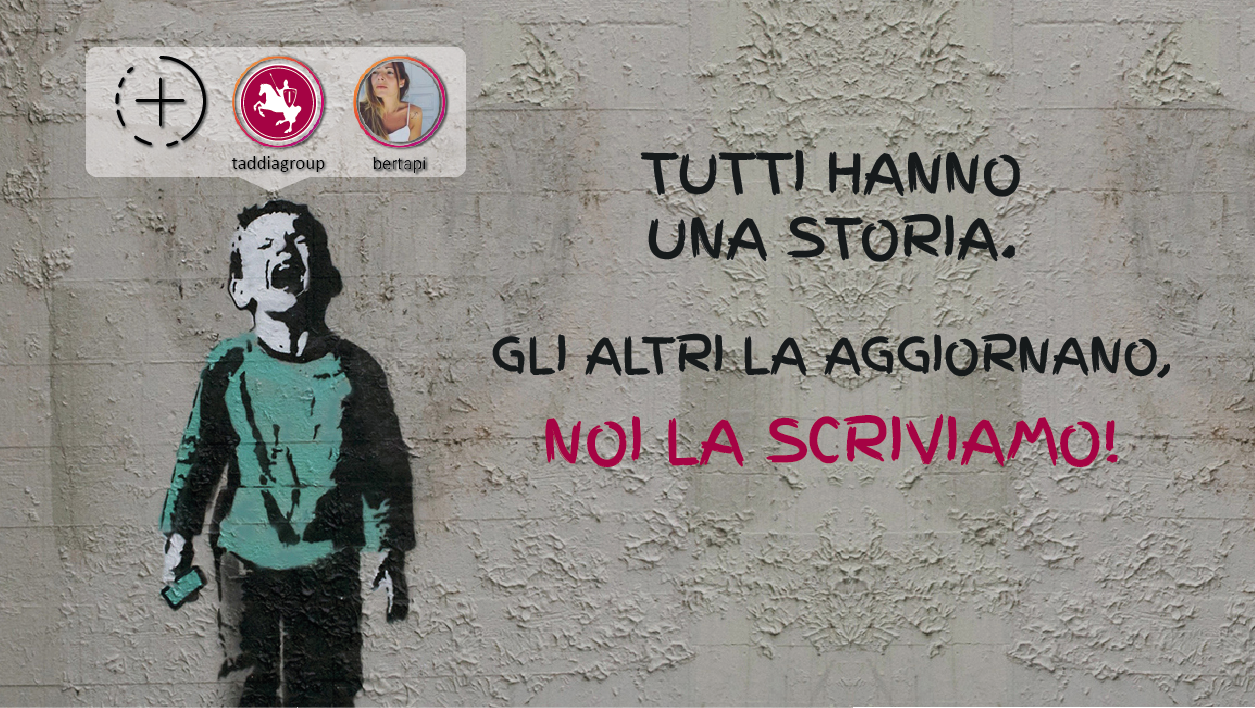 taddiagroup
bertapi
TUTTI HANNO
UNA STORIA.
GLI ALTRI LA AGGIORNANO,
NOI LA SCRIVIAMO!